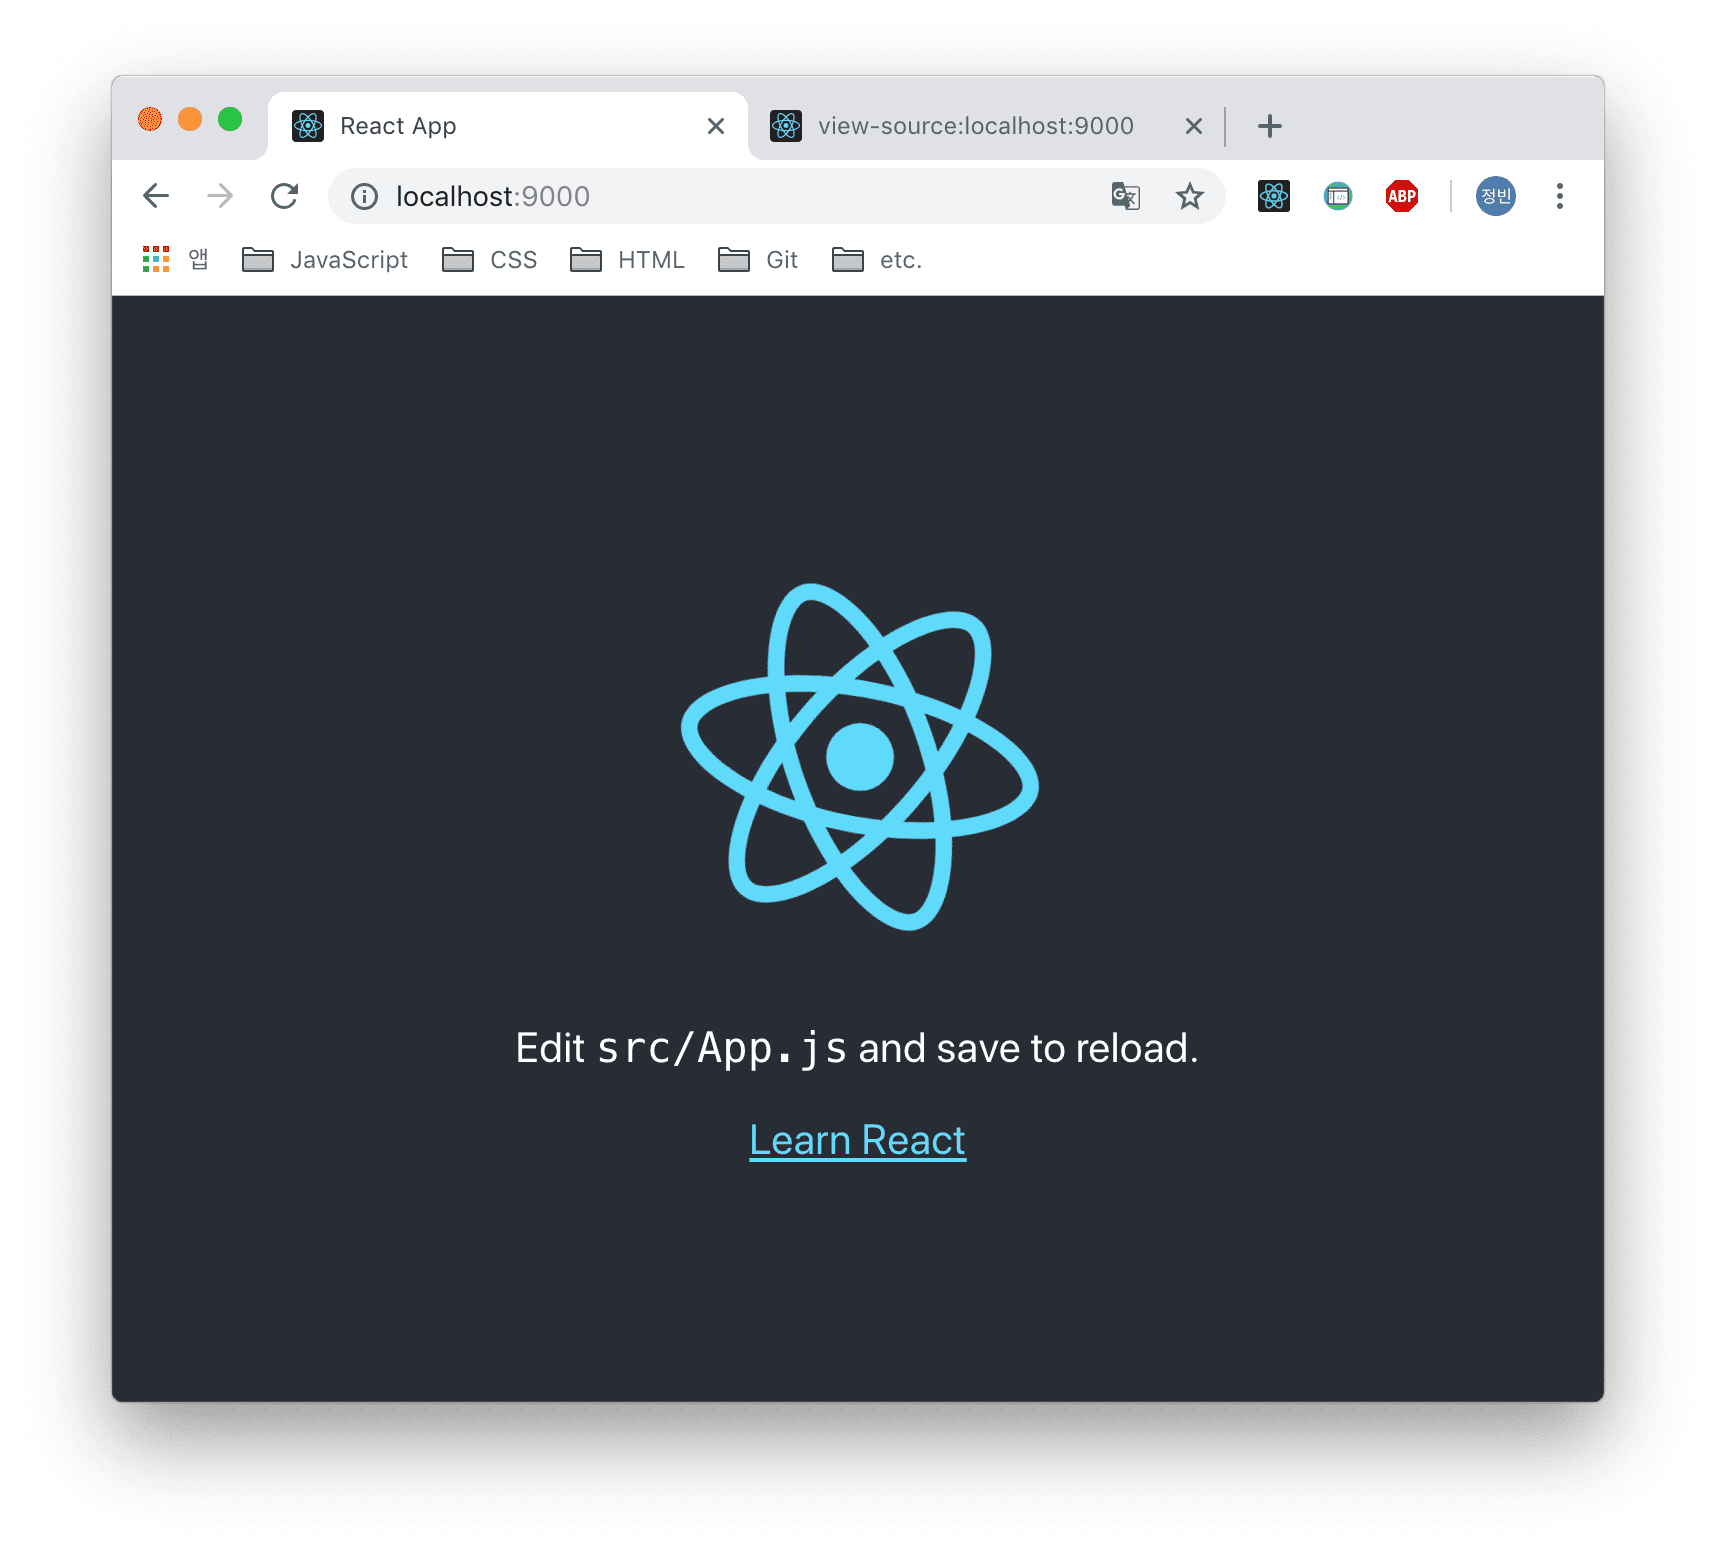 React App
view-source:localhost:9000
localhost:9000
ABP
정빈
앱 JavaScript CSS HTML Git etc.
Edit src/App.js and save to reload.
Learn React